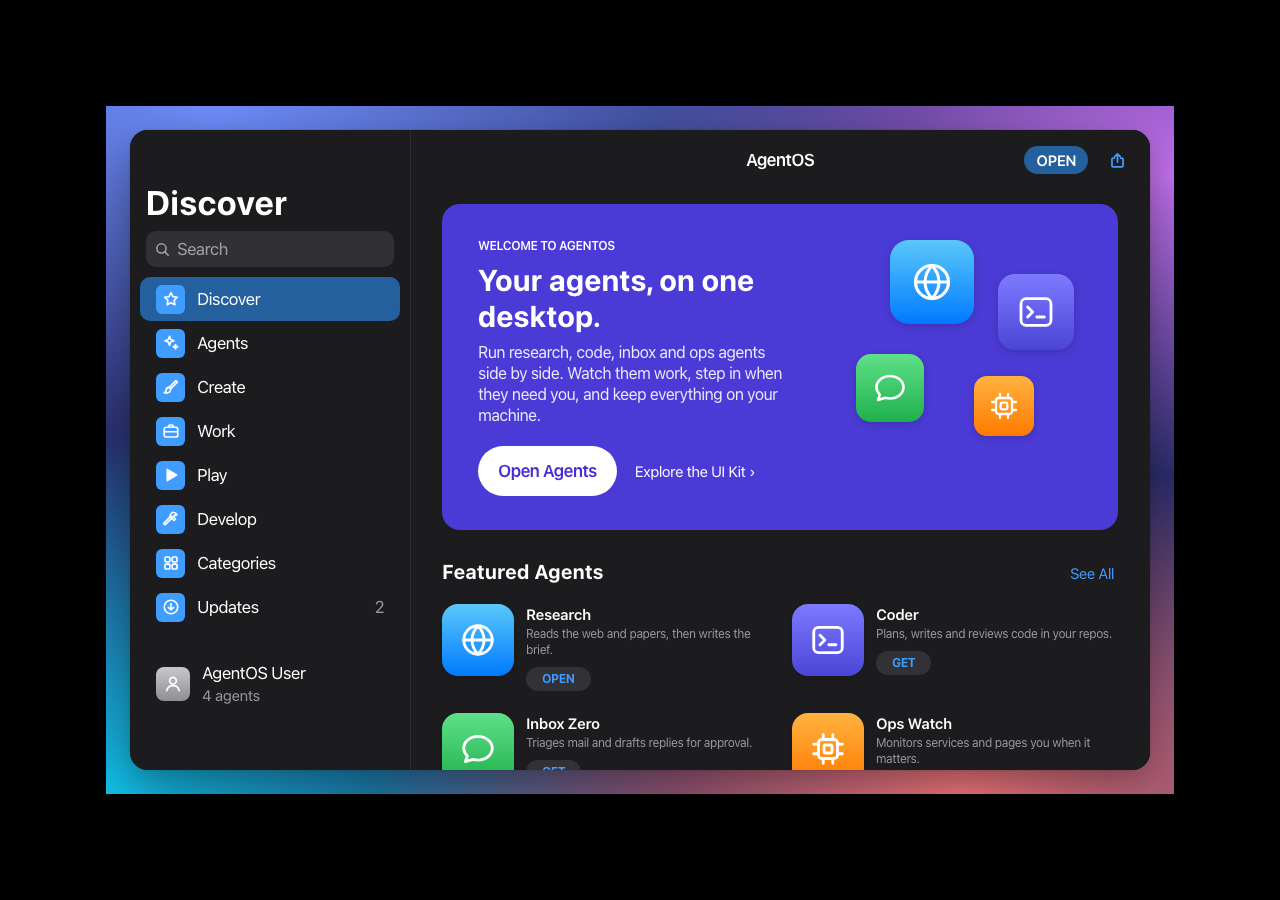 Discover
Search
Discover
Agents
Create
Work
Play
Develop
Categories
Updates 2
AgentOS User
4 agents
AgentOS
OPEN
WELCOME TO AGENTOS
Your agents, on one
desktop.
Run research, code, inbox and ops agents
side by side. Watch them work, step in when
they need you, and keep everything on your
machine.
Open Agents
Explore the UI Kit ›
Featured Agents
See All
Research
Reads the web and papers, then writes the
brief.
OPEN
Coder
Plans, writes and reviews code in your repos.
GET
Inbox Zero
Triages mail and drafts replies for approval.
GET
Ops Watch
Monitors services and pages you when it
matters.